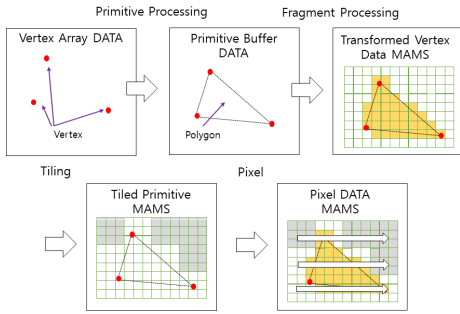 Primitive Processing
Fragment Processing
Vertex Array DATA
Vertex
Primitive Buffer
DATA
Polygon
Transformed Vertex
Data MAMS
Tiling
Pixel
Tiled Primitive
MAMS
Pixel DATA
MAMS